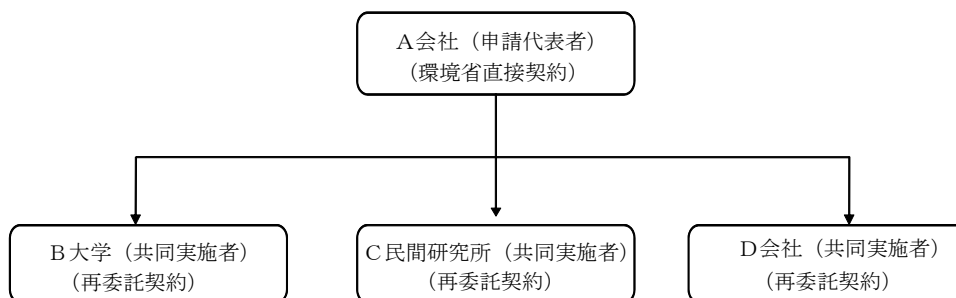 A会社（申請代表者）
（環境省直接契約）
B大学（共同実施者）
（再委託契約）
C民間研究所（共同実施者）
（再委託契約）
D会社（共同実施者）
（再委託契約）